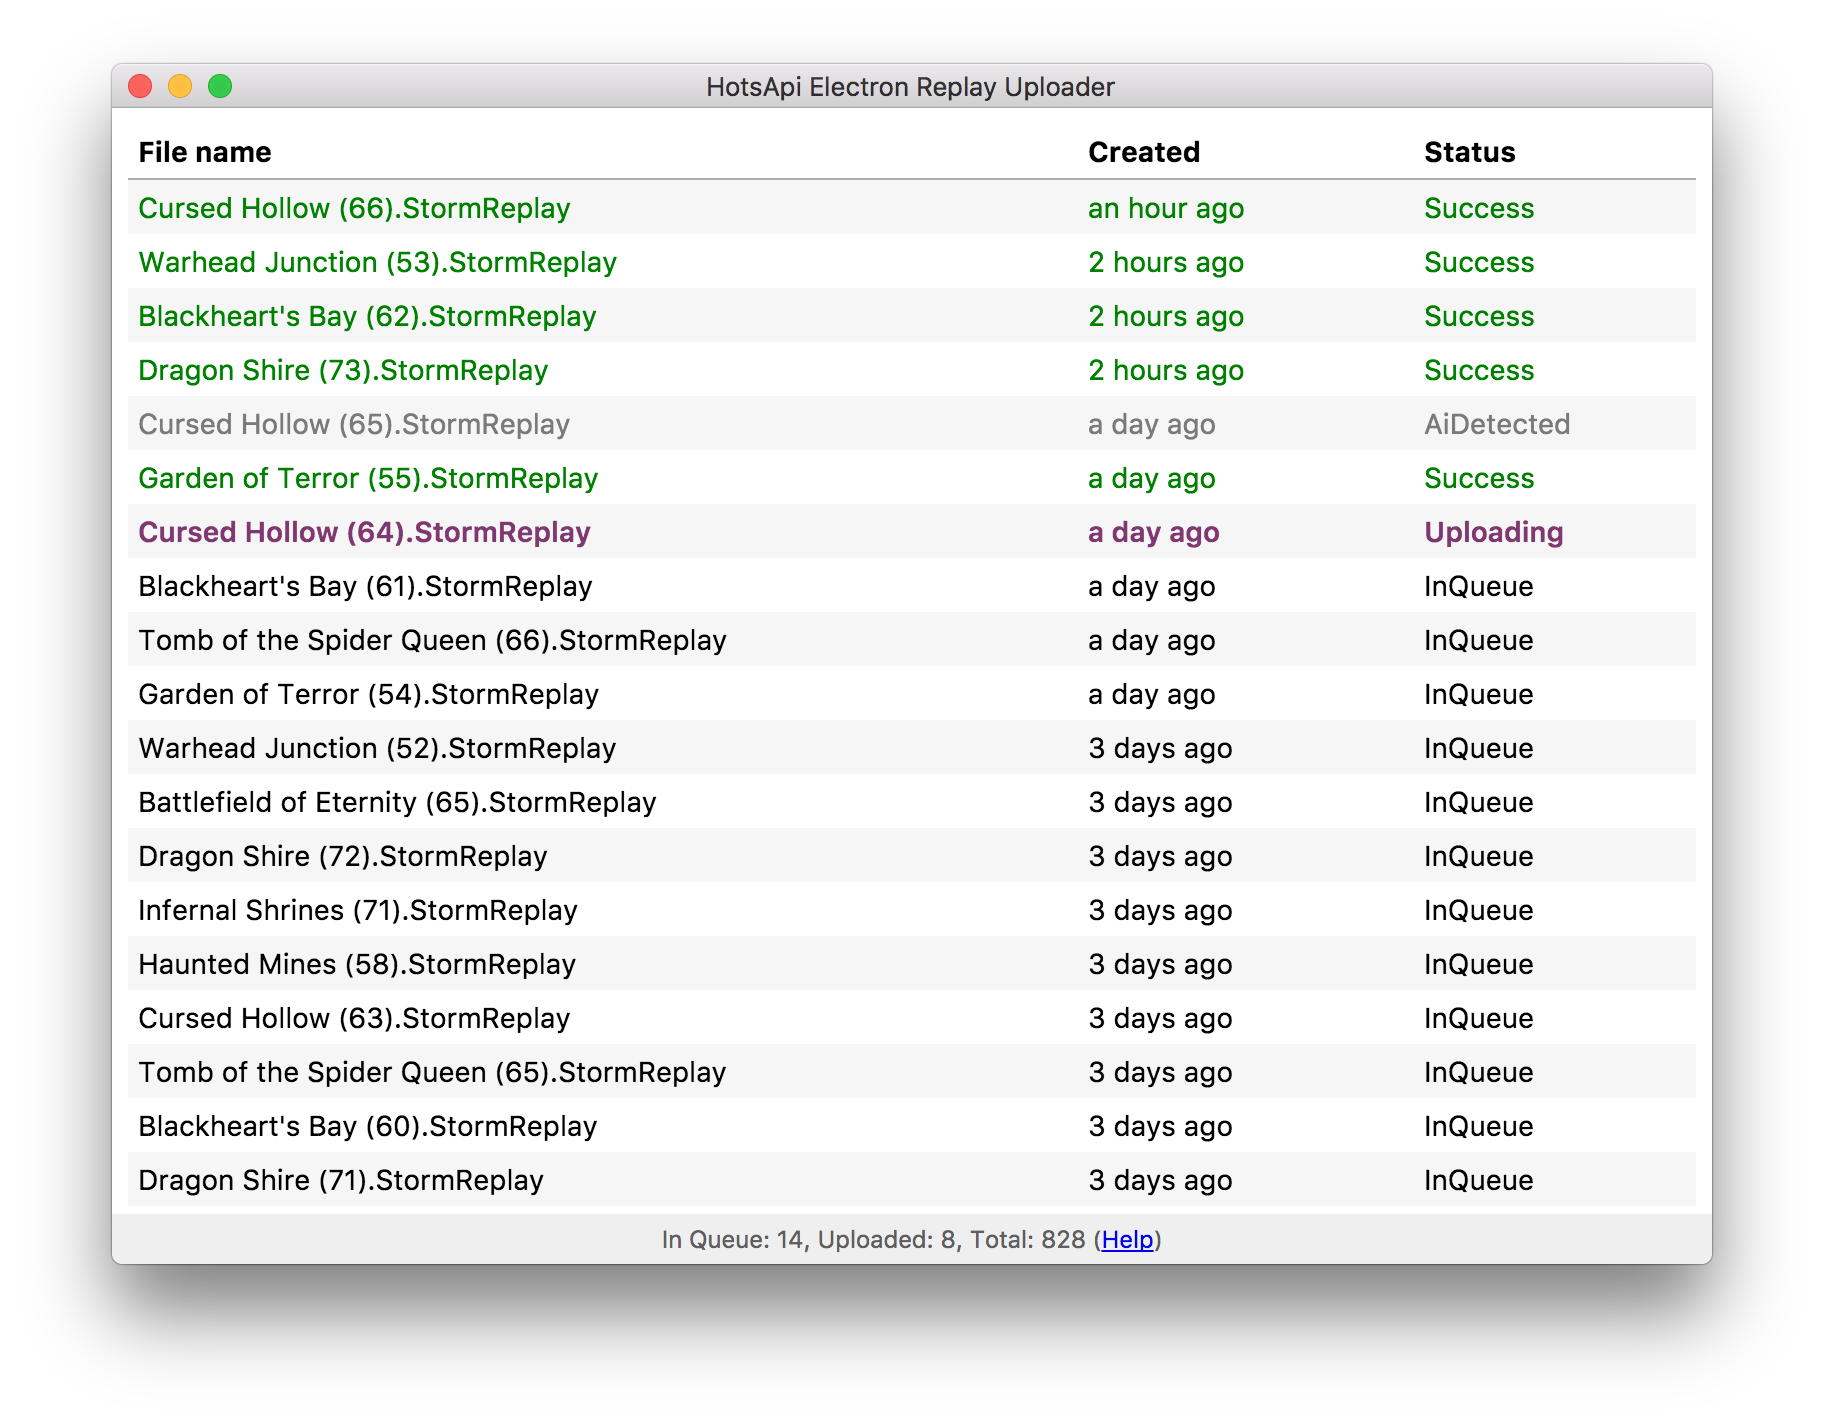 HotsApi Electron Replay Uploader
File name Created Status
Cursed Hollow (66).StormReplay an hour ago Success
Warhead Junction (53).StormReplay 2 hours ago Success
Blackheart's Bay (62).StormReplay 2 hours ago Success
Dragon Shire (73).StormReplay 2 hours ago Success
Cursed Hollow (65).StormReplay a day ago AiDetected
Garden of Terror (55).StormReplay a day ago Success
Cursed Hollow (64).StormReplay a day ago Uploading
Blackheart's Bay (61).StormReplay a day ago InQueue
Tomb of the Spider Queen (66).StormReplay a day ago InQueue
Garden of Terror (54).StormReplay a day ago InQueue
Warhead Junction (52).StormReplay 3 days ago InQueue
Battlefield of Eternity (65).StormReplay 3 days ago InQueue
Dragon Shire (72).StormReplay 3 days ago InQueue
Infernal Shrines (71).StormReplay 3 days ago InQueue
Haunted Mines (58).StormReplay 3 days ago InQueue
Cursed Hollow (63).StormReplay 3 days ago InQueue
Tomb of the Spider Queen (65).StormReplay 3 days ago InQueue
Blackheart's Bay (60).StormReplay 3 days ago InQueue
Dragon Shire (71).StormReplay 3 days ago InQueue
In Queue: 14, Uploaded: 8, Total: 828 (Help)